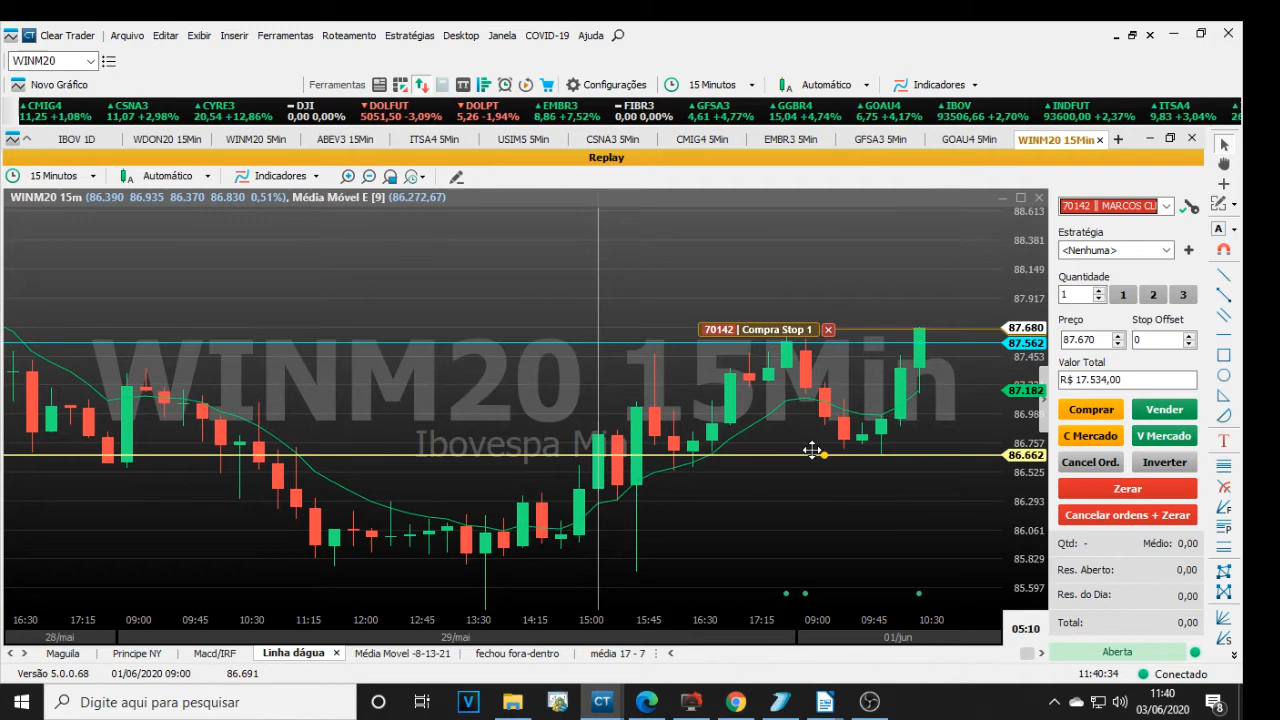 CT Clear Trader Arquivo Editar Exibir Inserir Ferramentas Roteamento Estratégias Desktop Janela COVID-19 Ajuda
WINM20
Novo Gráfico Ferramentas Configurações 15 Minutos Automático Indicadores
CMIG4 CSNA3 CYRE3 DJI DOLFUT DOLPT EMBR3 FIBR3 GFSA3 GGBR4 GOAU4 IBOV INDFUT ITSA4
11,25 +1,08% 11,07 +2,98% 20,54 +12,86% 0,00 0,00% 5051,50 -3,09% 5,26 -1,94% 8,86 +7,52% 0,00 0,00% 4,61 +4,77% 15,04 +4,74% 6,75 +4,17% 93506,66 +2,70% 93600,00 +2,37% 9,83 +3,04%
IBOV 1D WDON20 15Min WINM20 5Min ABEV3 15Min ITSA4 5Min USIM5 5Min CSNA3 5Min CMIG4 5Min EMBR3 5Min GFSA3 5Min GOAU4 5Min WINM20 15Min
Replay
15 Minutos Automático Indicadores
WINM20 15m (86.390 86.935 86.370 86.830 0,51%), Média Móvel E [9] (86.272,67)
WINM20 15Min
Ibovespa
70142 | Compra Stop 1
88.613
88.381
88.149
87.917
87.680
87.562
87.453
87.182
86.985
86.757
86.662
86.525
86.293
86.061
85.829
85.597
16:30 17:15 09:00 09:45 10:30 11:15 12:00 12:45 13:30 14:15 15:00 15:45 16:30 17:15 09:00 09:45 10:30
05:10
28/mai 29/mai 01/jun
70142 || MARCOS CL
Estratégia
<Nenhuma>
Quantidade
1 1 2 3
Preço Stop Offset
87.670 0
Valor Total
R$ 17.534,00
Comprar Vender
C Mercado V Mercado
Cancelar Ord. Inverter
Zerar
Cancelar ordens + Zerar
Qtd: - Médio: 0,00
Res. Aberto: 0,00
Res. do Dia: 0,00
Total: 0,00
Aberta
Maguila Principe NY Macd/IFR Linha dágua Média Movel -8-13-21 fechou fora-dentro média 17 - 7
Versão 5.0.0.68 01/06/2020 09:00 86.691 11:40:34 Conectado
Digite aqui para pesquisar
CT
11:40
03/06/2020
8